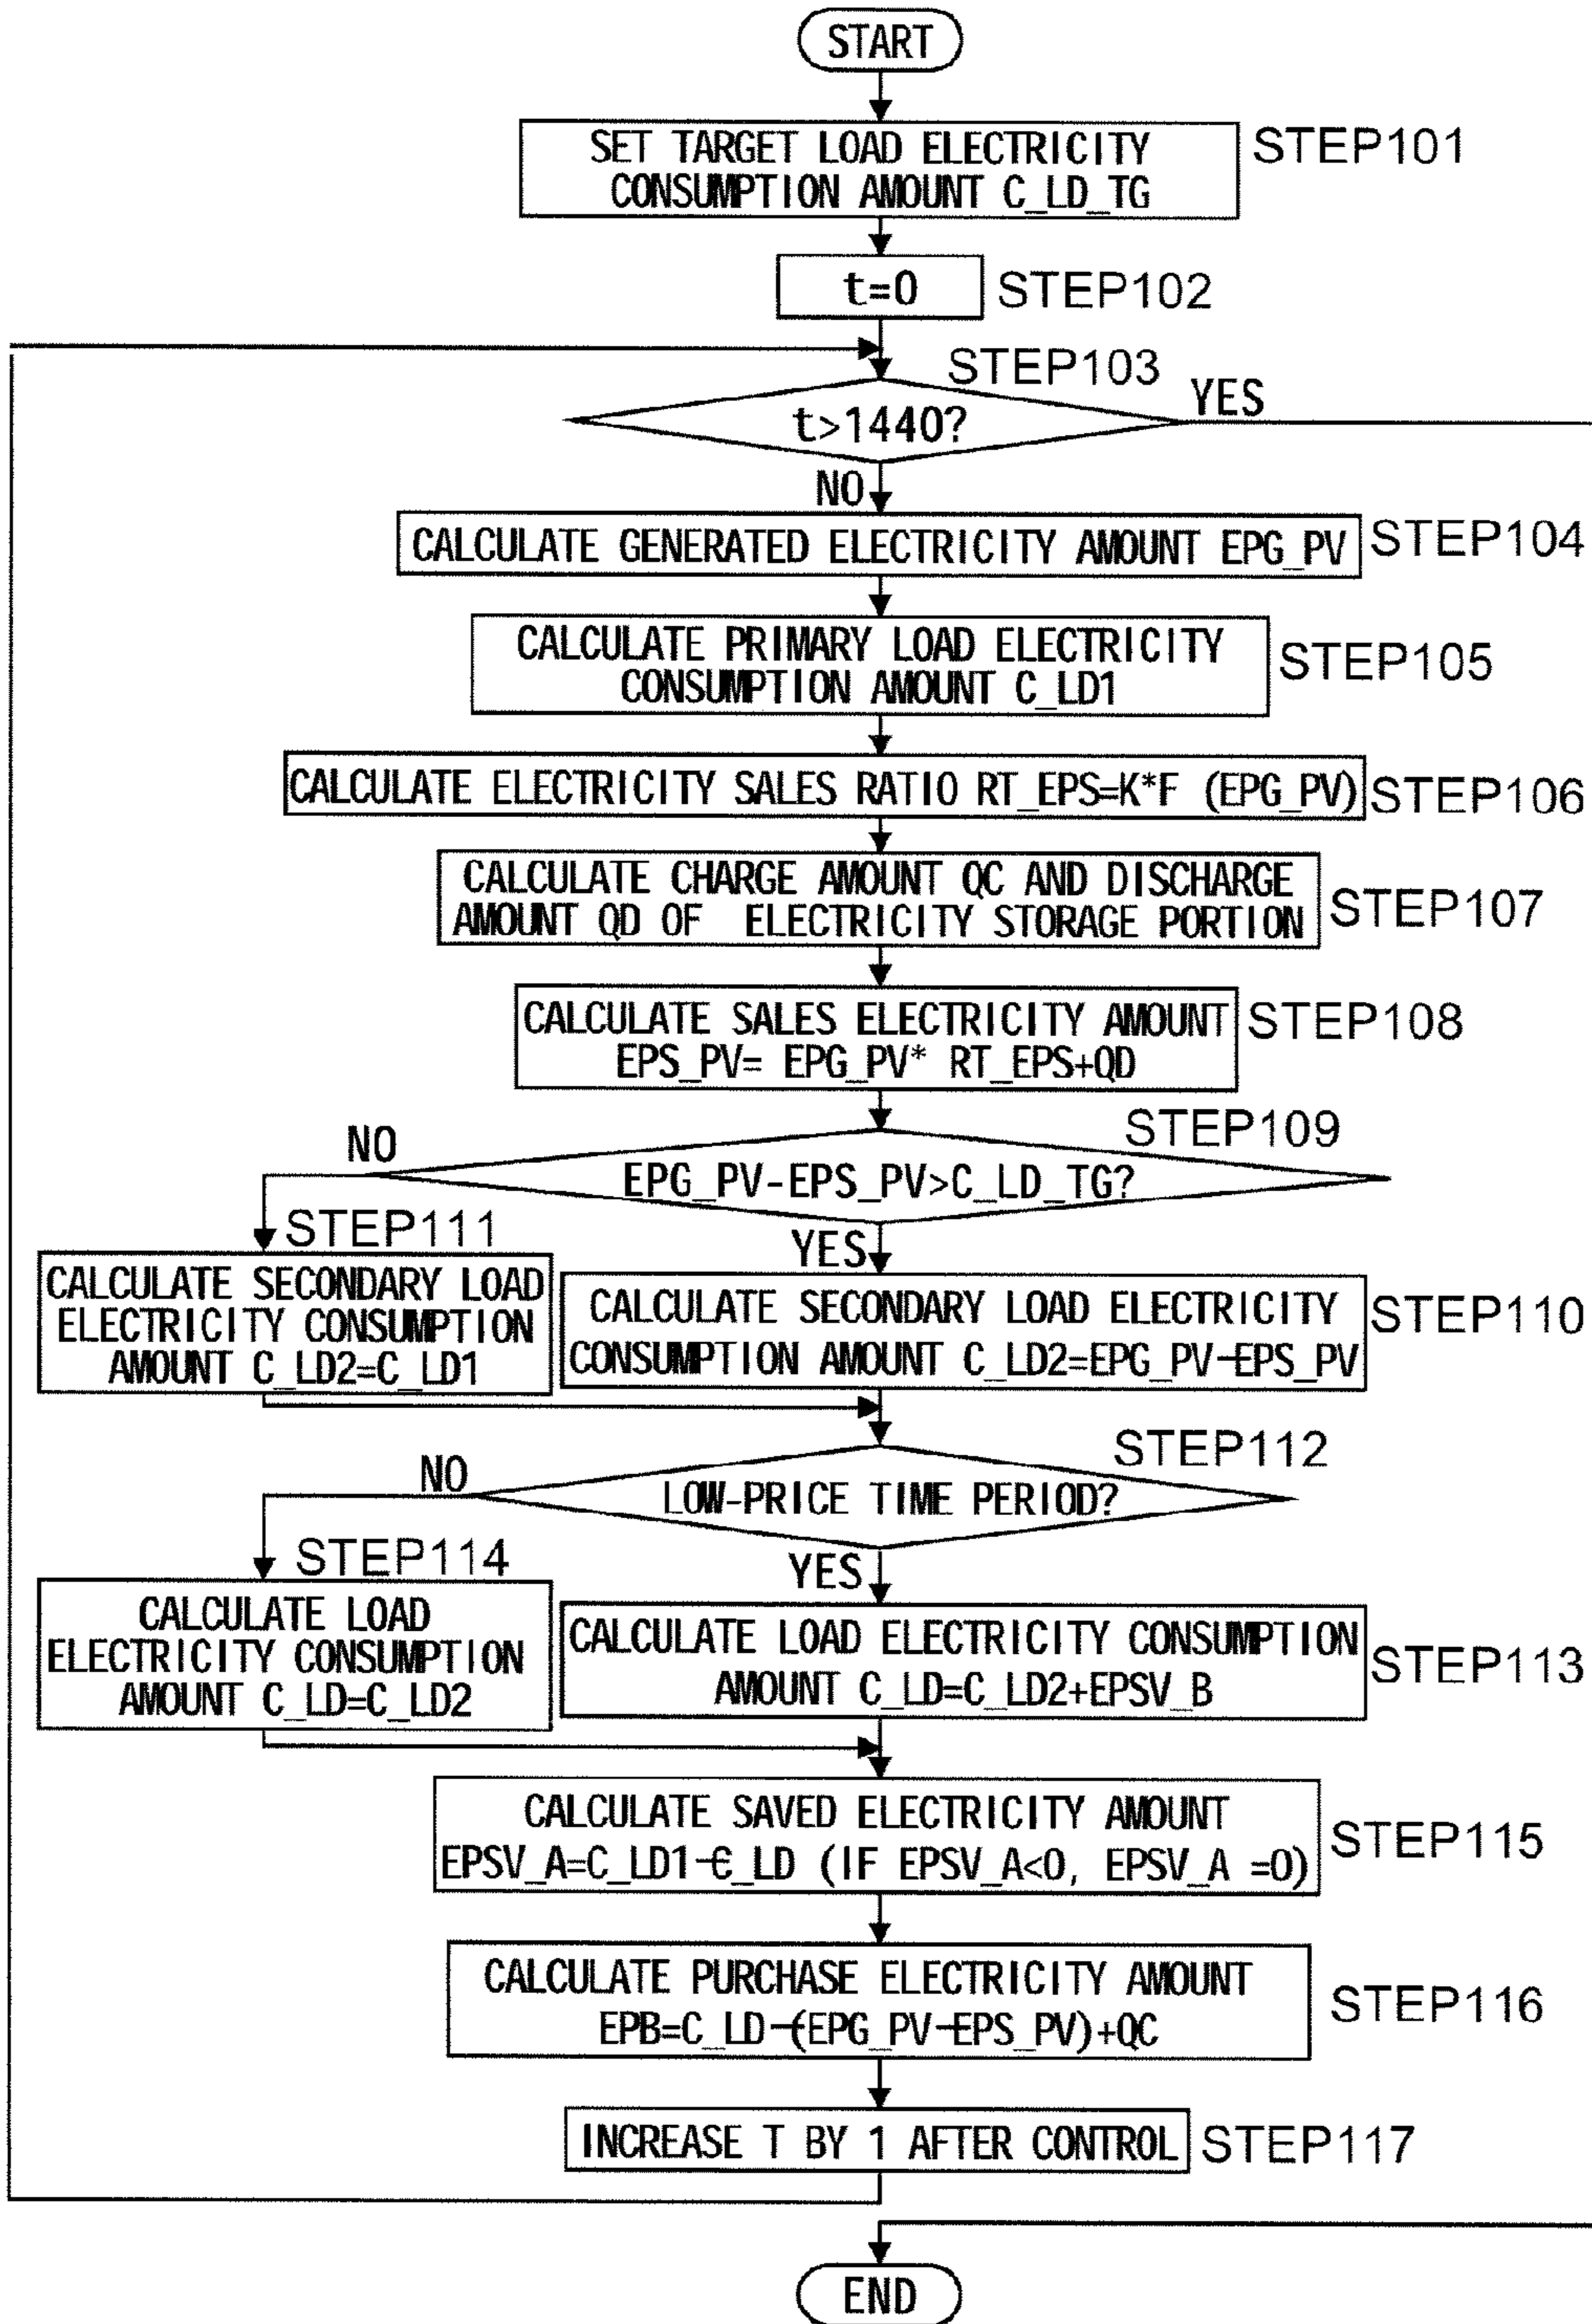 START
SET TARGET LOAD ELECTRICITY
CONSUMPTION AMOUNT C_LD_TG
STEP101
t=0
STEP102
STEP103
t>1440?
YES
NO
CALCULATE GENERATED ELECTRICITY AMOUNT EPG_PV
STEP104
CALCULATE PRIMARY LOAD ELECTRICITY
CONSUMPTION AMOUNT C_LD1
STEP105
CALCULATE ELECTRICITY SALES RATIO RT_EPS=K*F (EPG_PV)
STEP106
CALCULATE CHARGE AMOUNT QC AND DISCHARGE
AMOUNT QD OF ELECTRICITY STORAGE PORTION
STEP107
CALCULATE SALES ELECTRICITY AMOUNT
EPS_PV= EPG_PV* RT_EPS+QD
STEP108
STEP109
NO
EPG_PV-EPS_PV>C_LD_TG?
STEP111
YES
CALCULATE SECONDARY LOAD
ELECTRICITY CONSUMPTION
AMOUNT C_LD2=C_LD1
CALCULATE SECONDARY LOAD ELECTRICITY
CONSUMPTION AMOUNT C_LD2=EPG_PV-EPS_PV
STEP110
STEP112
NO
LOW-PRICE TIME PERIOD?
STEP114
YES
CALCULATE LOAD
ELECTRICITY CONSUMPTION
AMOUNT C_LD=C_LD2
CALCULATE LOAD ELECTRICITY CONSUMPTION
AMOUNT C_LD=C_LD2+EPSV_B
STEP113
CALCULATE SAVED ELECTRICITY AMOUNT
EPSV_A=C_LD1-C_LD (IF EPSV_A<0, EPSV_A =0)
STEP115
CALCULATE PURCHASE ELECTRICITY AMOUNT
EPB=C_LD-(EPG_PV-EPS_PV)+QC
STEP116
INCREASE T BY 1 AFTER CONTROL
STEP117
END